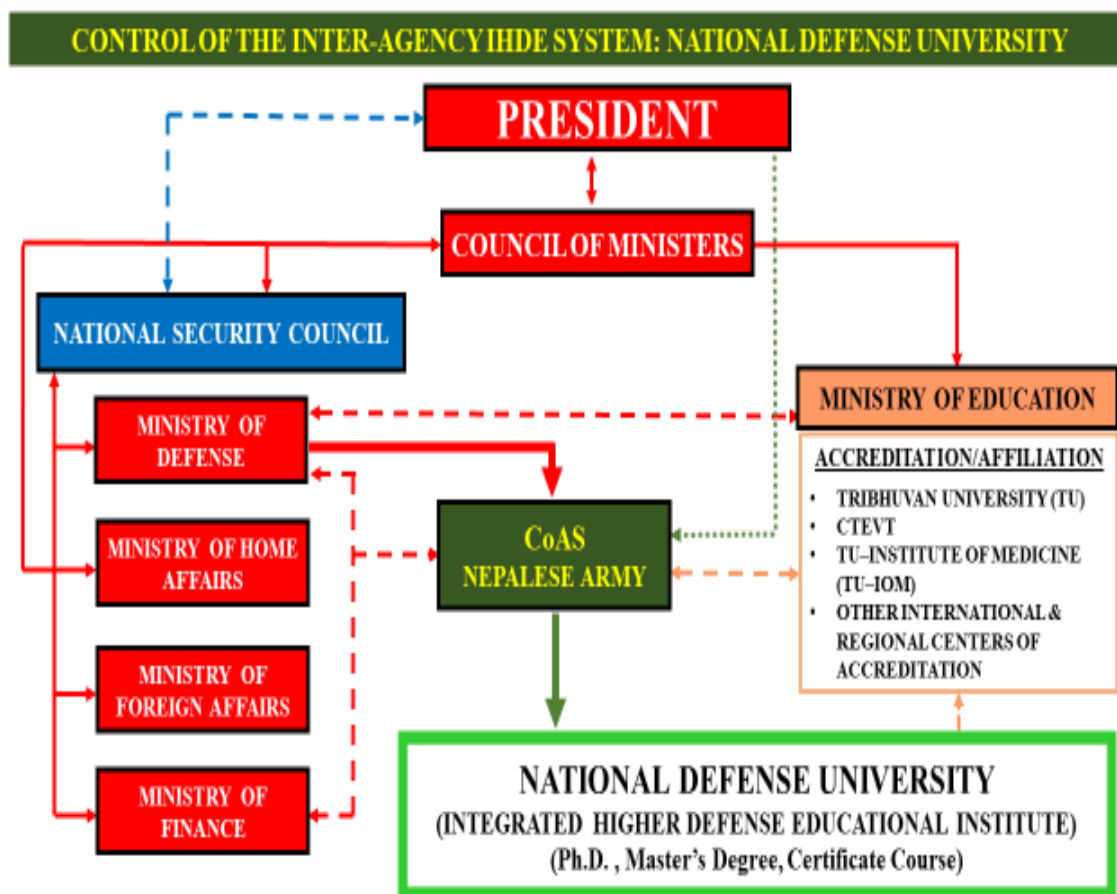 CONTROL OF THE INTER-AGENCY IHDE SYSTEM: NATIONAL DEFENSE UNIVERSITY
PRESIDENT
COUNCIL OF MINISTERS
NATIONAL SECURITY COUNCIL
MINISTRY OF EDUCATION
MINISTRY OF
DEFENSE
ACCREDITATION/AFFILIATION
• TRIBHUVAN UNIVERSITY (TU)
• CTEVT
• TU–INSTITUTE OF MEDICINE
(TU–IOM)
• OTHER INTERNATIONAL &
REGIONAL CENTERS OF
ACCREDITATION
MINISTRY OF HOME
AFFAIRS
CoAS
NEPALESE ARMY
MINISTRY OF
FOREIGN AFFAIRS
MINISTRY OF
FINANCE
NATIONAL DEFENSE UNIVERSITY
(INTEGRATED HIGHER DEFENSE EDUCATIONAL INSTITUTE)
(Ph.D. , Master's Degree, Certificate Course)